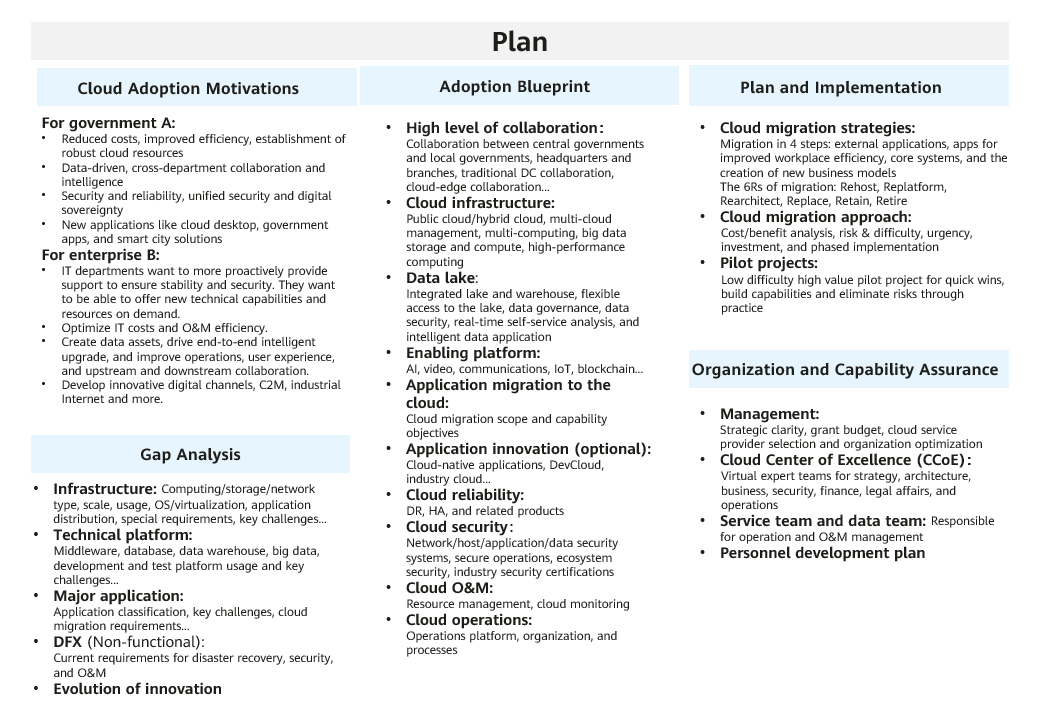 Plan
Cloud Adoption Motivations
For government A:
• Reduced costs, improved efficiency, establishment of
robust cloud resources
• Data-driven, cross-department collaboration and
intelligence
• Security and reliability, unified security and digital
sovereignty
• New applications like cloud desktop, government
apps, and smart city solutions
For enterprise B:
• IT departments want to more proactively provide
support to ensure stability and security. They want
to be able to offer new technical capabilities and
resources on demand.
• Optimize IT costs and O&M efficiency.
• Create data assets, drive end-to-end intelligent
upgrade, and improve operations, user experience,
and upstream and downstream collaboration.
• Develop innovative digital channels, C2M, industrial
Internet and more.
Gap Analysis
• Infrastructure: Computing/storage/network
type, scale, usage, OS/virtualization, application
distribution, special requirements, key challenges...
• Technical platform:
Middleware, database, data warehouse, big data,
development and test platform usage and key
challenges...
• Major application:
Application classification, key challenges, cloud
migration requirements...
• DFX (Non-functional):
Current requirements for disaster recovery, security,
and O&M
• Evolution of innovation
Adoption Blueprint
• High level of collaboration:
Collaboration between central governments
and local governments, headquarters and
branches, traditional DC collaboration,
cloud-edge collaboration...
• Cloud infrastructure:
Public cloud/hybrid cloud, multi-cloud
management, multi-computing, big data
storage and compute, high-performance
computing
• Data lake:
Integrated lake and warehouse, flexible
access to the lake, data governance, data
security, real-time self-service analysis, and
intelligent data application
• Enabling platform:
AI, video, communications, IoT, blockchain...
• Application migration to the
cloud:
Cloud migration scope and capability
objectives
• Application innovation (optional):
Cloud-native applications, DevCloud,
industry cloud...
• Cloud reliability:
DR, HA, and related products
• Cloud security:
Network/host/application/data security
systems, secure operations, ecosystem
security, industry security certifications
• Cloud O&M:
Resource management, cloud monitoring
• Cloud operations:
Operations platform, organization, and
processes
Plan and Implementation
• Cloud migration strategies:
Migration in 4 steps: external applications, apps for
improved workplace efficiency, core systems, and the
creation of new business models
The 6Rs of migration: Rehost, Replatform,
Rearchitect, Replace, Retain, Retire
• Cloud migration approach:
Cost/benefit analysis, risk & difficulty, urgency,
investment, and phased implementation
• Pilot projects:
Low difficulty high value pilot project for quick wins,
build capabilities and eliminate risks through
practice
Organization and Capability Assurance
• Management:
Strategic clarity, grant budget, cloud service
provider selection and organization optimization
• Cloud Center of Excellence (CCoE):
Virtual expert teams for strategy, architecture,
business, security, finance, legal affairs, and
operations
• Service team and data team: Responsible
for operation and O&M management
• Personnel development plan